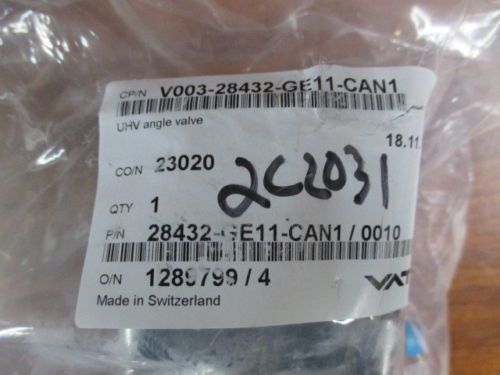 CP/N V003-28432-GE11-CAN1
UHV angle valve
18.11.
CO/N 23020
2C2031
QTY 1
P/N 28432-GE11-CAN1 / 0010
O/N 1289799 / 4
VAT
Made in Switzerland